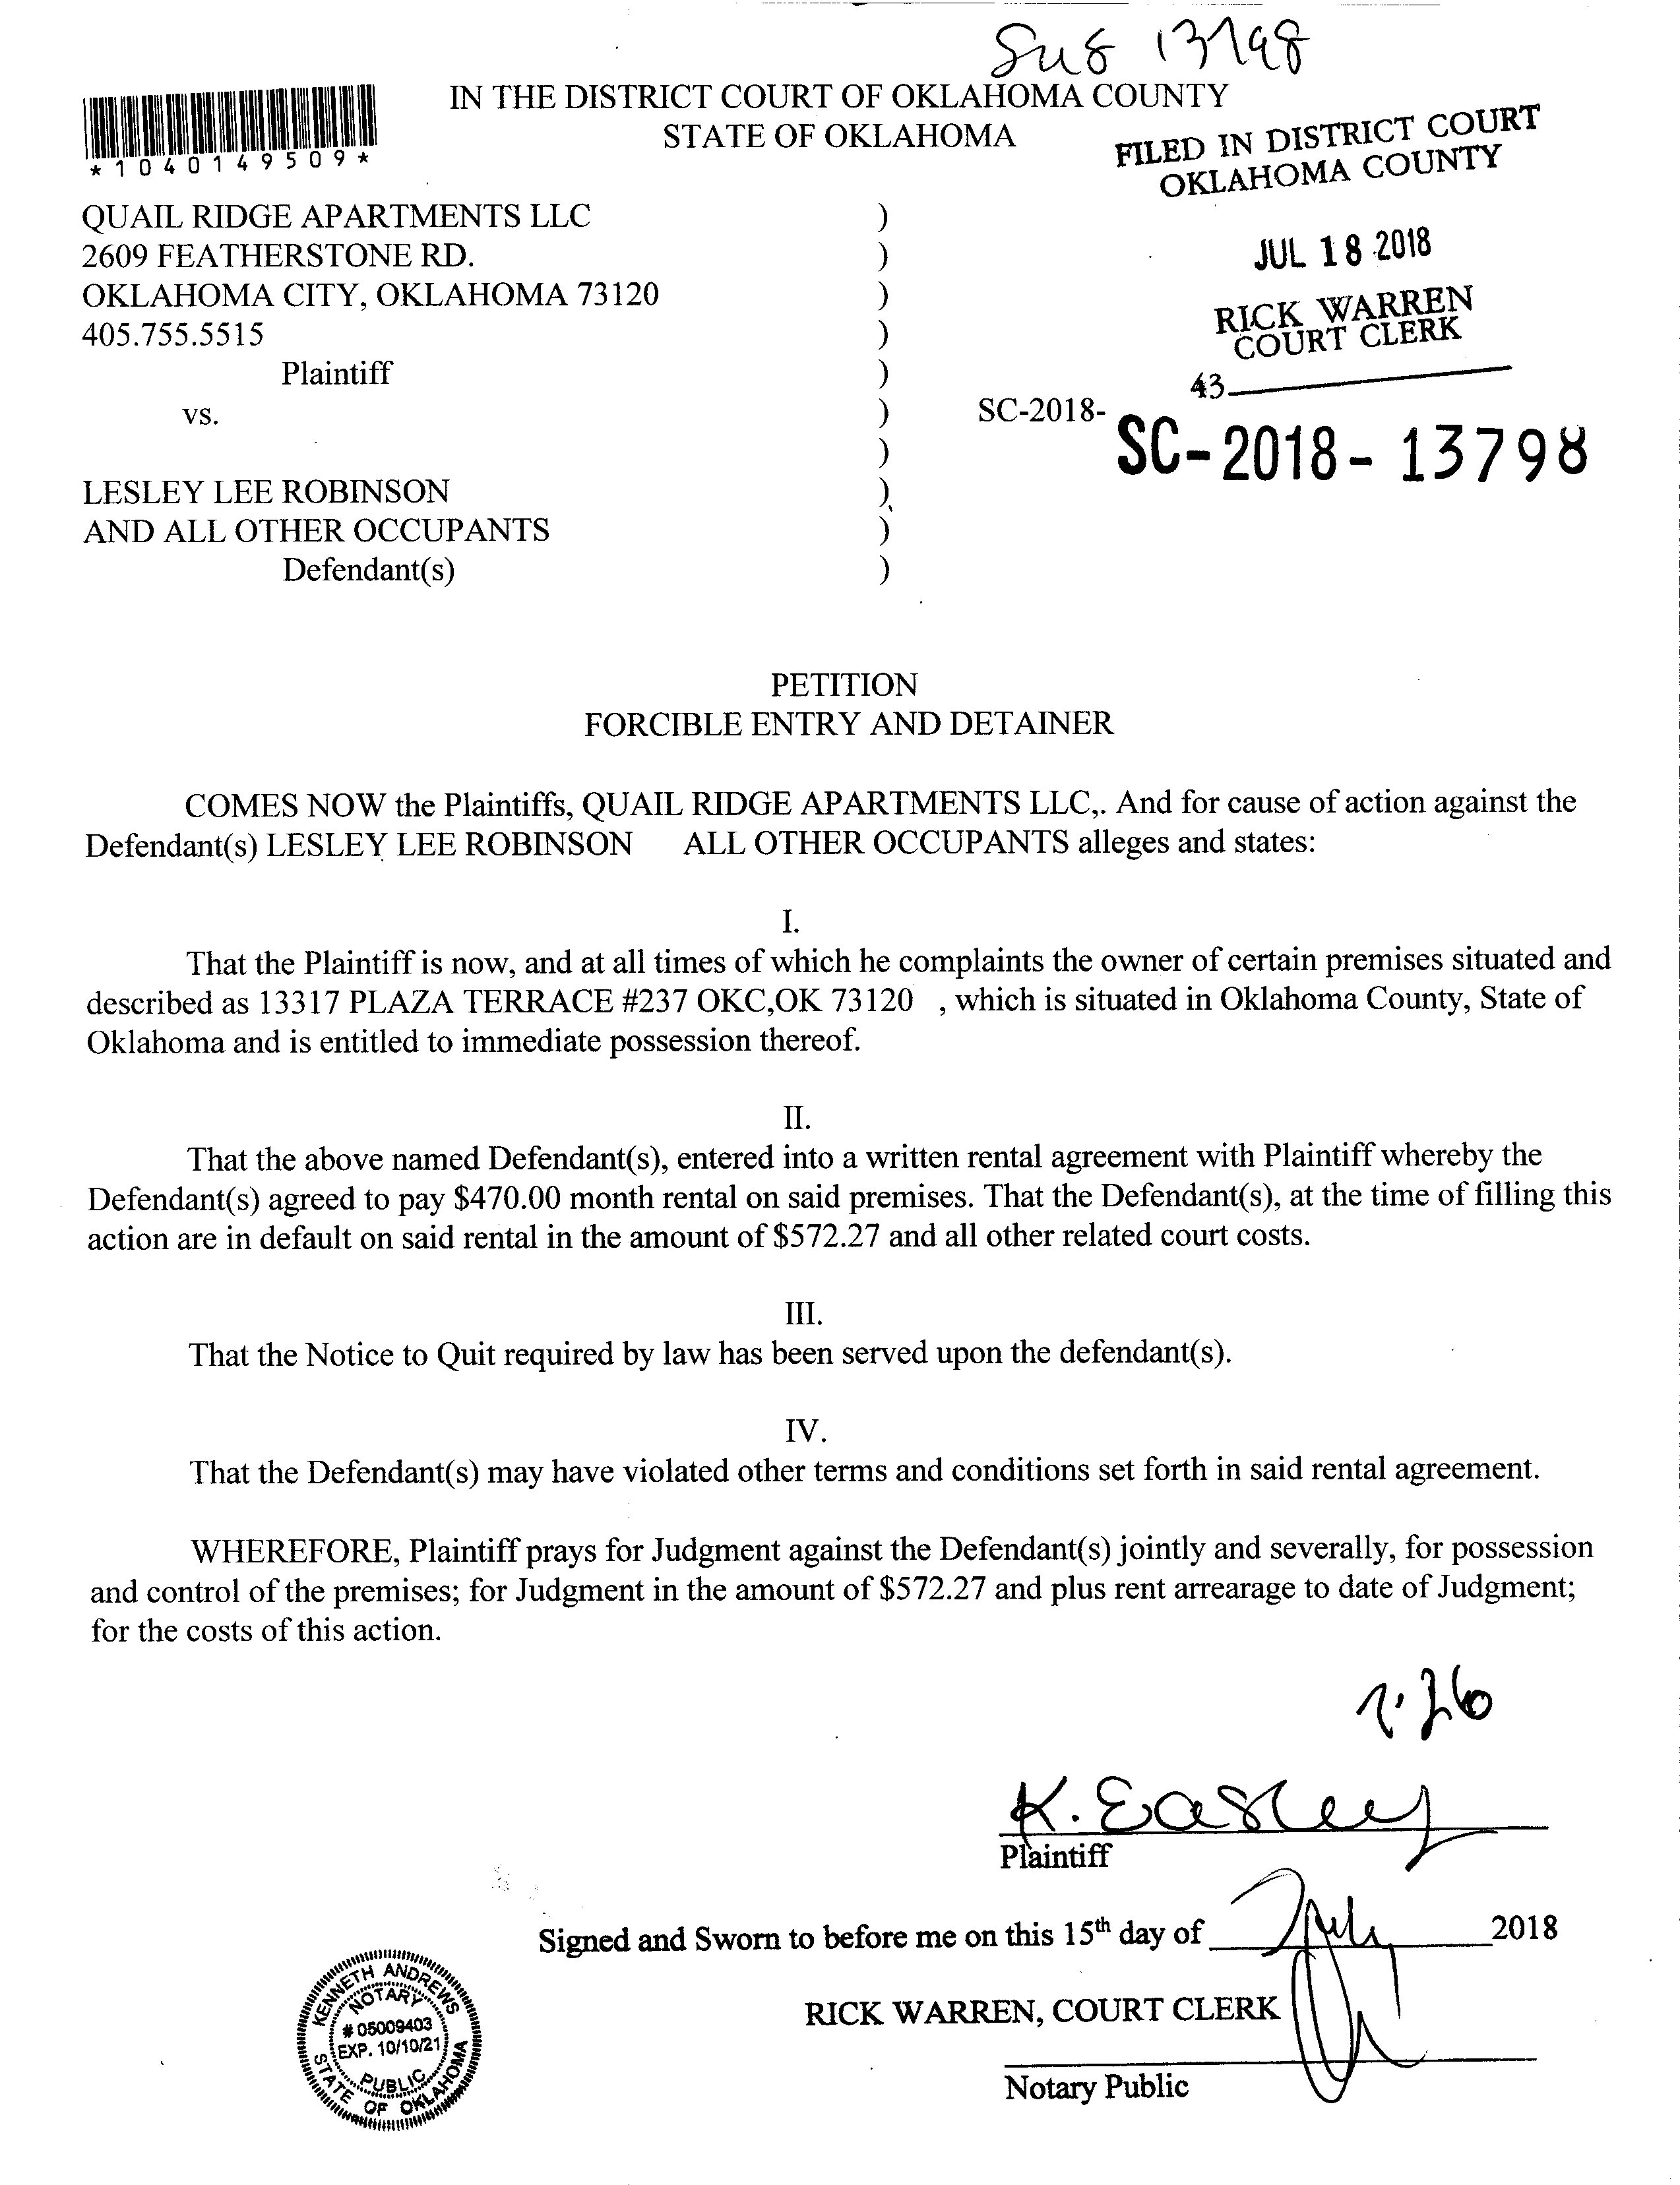 13798
IN THE DISTRICT COURT OF OKLAHOMA COUNTY
STATE OF OKLAHOMA
*1040149509*
FILED IN DISTRICT COURT
OKLAHOMA COUNTY
JUL 18 2018
RICK WARREN
COURT CLERK
43
QUAIL RIDGE APARTMENTS LLC )
2609 FEATHERSTONE RD. )
OKLAHOMA CITY, OKLAHOMA 73120 )
405.755.5515 )
Plaintiff )
vs. ) SC-2018-
SC-2018-13798
)
LESLEY LEE ROBINSON )
AND ALL OTHER OCCUPANTS )
Defendant(s) )
PETITION
FORCIBLE ENTRY AND DETAINER
COMES NOW the Plaintiffs, QUAIL RIDGE APARTMENTS LLC,. And for cause of action against the
Defendant(s) LESLEY LEE ROBINSON ALL OTHER OCCUPANTS alleges and states:
I.
That the Plaintiff is now, and at all times of which he complaints the owner of certain premises situated and
described as 13317 PLAZA TERRACE #237 OKC,OK 73120 , which is situated in Oklahoma County, State of
Oklahoma and is entitled to immediate possession thereof.
II.
That the above named Defendant(s), entered into a written rental agreement with Plaintiff whereby the
Defendant(s) agreed to pay $470.00 month rental on said premises. That the Defendant(s), at the time of filling this
action are in default on said rental in the amount of $572.27 and all other related court costs.
III.
That the Notice to Quit required by law has been served upon the defendant(s).
IV.
That the Defendant(s) may have violated other terms and conditions set forth in said rental agreement.
WHEREFORE, Plaintiff prays for Judgment against the Defendant(s) jointly and severally, for possession
and control of the premises; for Judgment in the amount of $572.27 and plus rent arrearage to date of Judgment;
for the costs of this action.
7.26
K. Easley
Plaintiff
Signed and Sworn to before me on this 15th day of July 2018
RICK WARREN, COURT CLERK
Notary Public
KENNETH ANDREWS
NOTARY
# 05009403
EXP. 10/10/21
PUBLIC
STATE OF OKLAHOMA